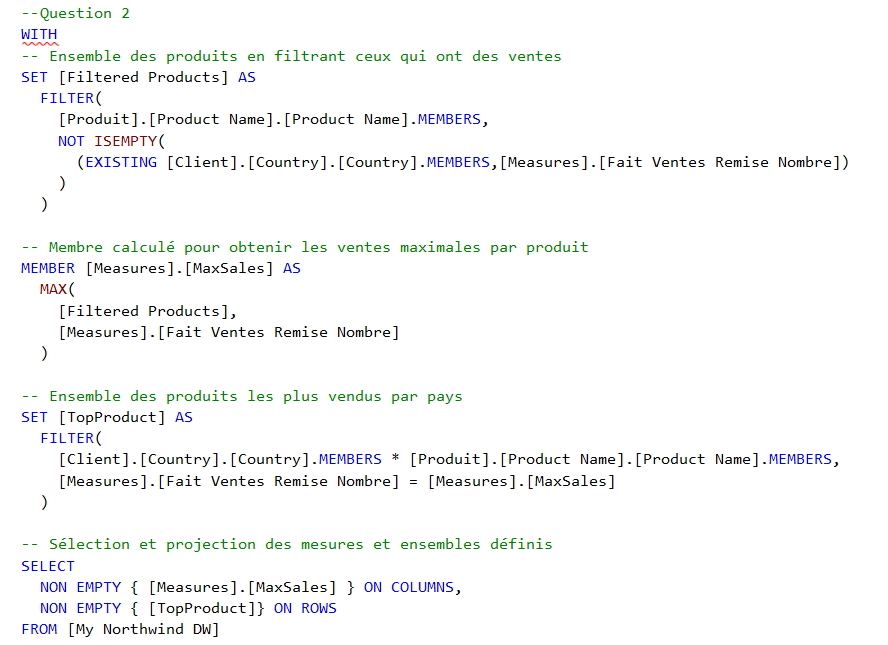 --Question 2
WITH
-- Ensemble des produits en filtrant ceux qui ont des ventes
SET [Filtered Products] AS
FILTER(
[Produit].[Product Name].[Product Name].MEMBERS,
NOT ISEMPTY(
(EXISTING [Client].[Country].[Country].MEMBERS,[Measures].[Fait Ventes Remise Nombre])
)
)
-- Membre calculé pour obtenir les ventes maximales par produit
MEMBER [Measures].[MaxSales] AS
MAX(
[Filtered Products],
[Measures].[Fait Ventes Remise Nombre]
)
-- Ensemble des produits les plus vendus par pays
SET [TopProduct] AS
FILTER(
[Client].[Country].[Country].MEMBERS * [Produit].[Product Name].[Product Name].MEMBERS,
[Measures].[Fait Ventes Remise Nombre] = [Measures].[MaxSales]
)
-- Sélection et projection des mesures et ensembles définis
SELECT
NON EMPTY { [Measures].[MaxSales] } ON COLUMNS,
NON EMPTY { [TopProduct]} ON ROWS
FROM [My Northwind DW]